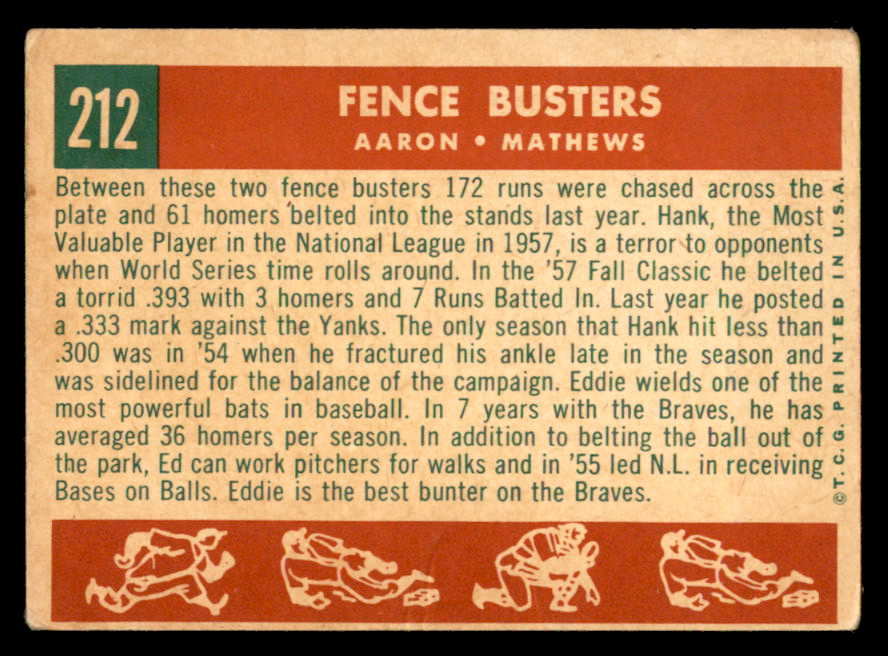 212
FENCE BUSTERS
AARON • MATHEWS
Between these two fence busters 172 runs were chased across the
plate and 61 homers belted into the stands last year. Hank, the Most
Valuable Player in the National League in 1957, is a terror to opponents
when World Series time rolls around. In the '57 Fall Classic he belted
a torrid .393 with 3 homers and 7 Runs Batted In. Last year he posted
a .333 mark against the Yanks. The only season that Hank hit less than
.300 was in '54 when he fractured his ankle late in the season and
was sidelined for the balance of the campaign. Eddie wields one of the
most powerful bats in baseball. In 7 years with the Braves, he has
averaged 36 homers per season. In addition to belting the ball out of
the park, Ed can work pitchers for walks and in '55 led N.L. in receiving
Bases on Balls. Eddie is the best bunter on the Braves.
©T.C.G. PRINTED IN U.S.A.